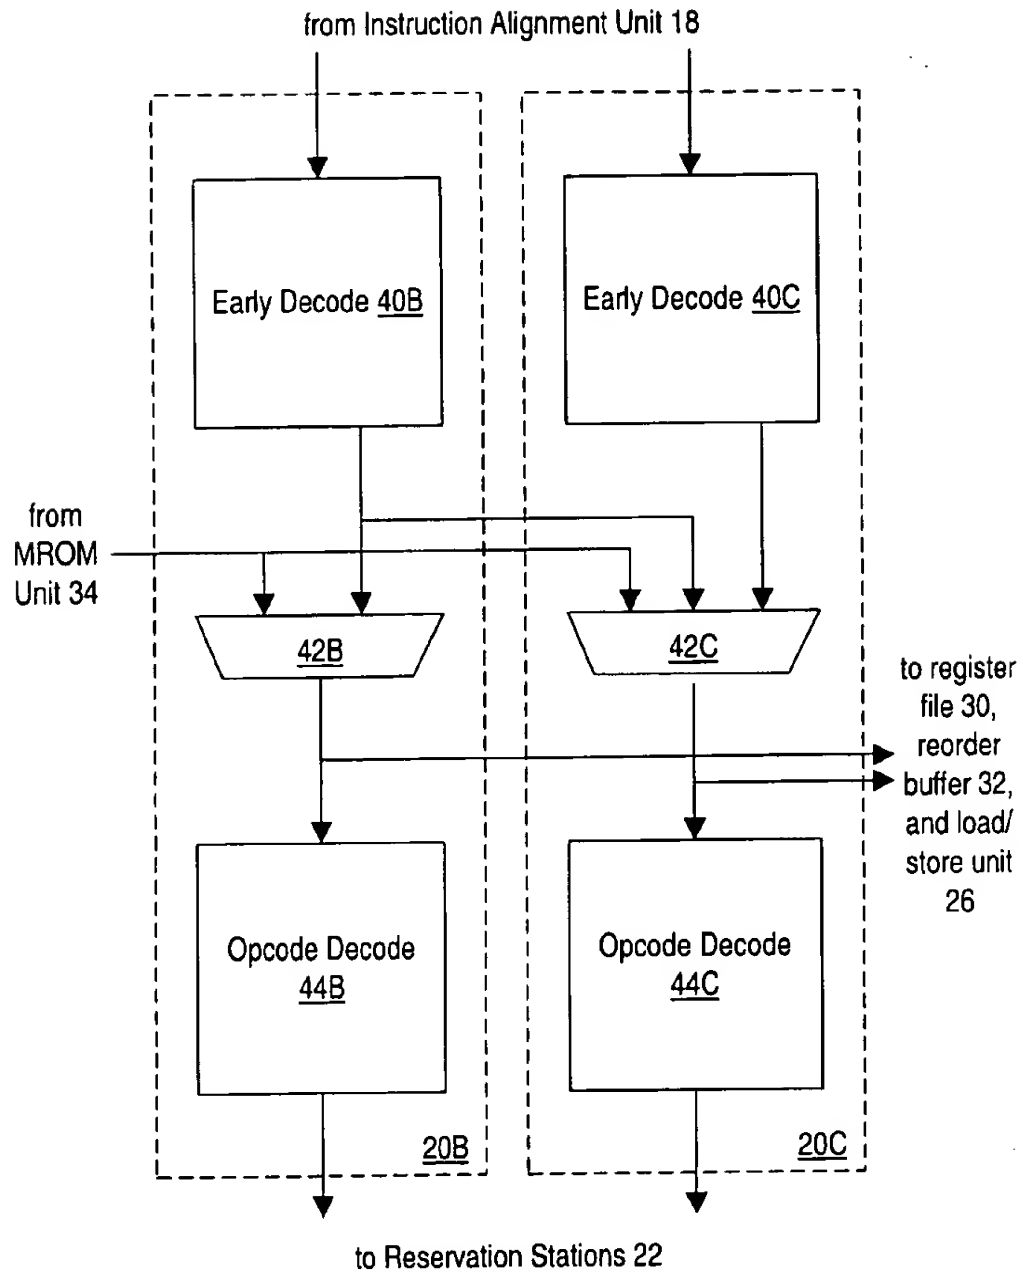 from Instruction Alignment Unit 18
Early Decode 40B
Early Decode 40C
from
MROM
Unit 34
42B
42C
to register
file 30,
reorder
buffer 32,
and load/
store unit
26
Opcode Decode
44B
Opcode Decode
44C
20B
20C
to Reservation Stations 22